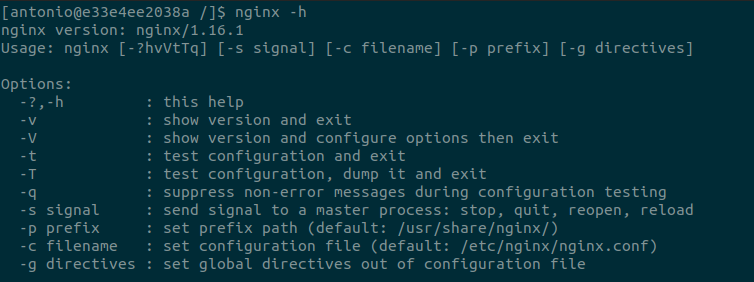 [antonio@e33e4ee2038a /]$ nginx -h
nginx version: nginx/1.16.1
Usage: nginx [-?hvVtTq] [-s signal] [-c filename] [-p prefix] [-g directives]

Options:
  -?,-h         : this help
  -v            : show version and exit
  -V            : show version and configure options then exit
  -t            : test configuration and exit
  -T            : test configuration, dump it and exit
  -q            : suppress non-error messages during configuration testing
  -s signal     : send signal to a master process: stop, quit, reopen, reload
  -p prefix     : set prefix path (default: /usr/share/nginx/)
  -c filename   : set configuration file (default: /etc/nginx/nginx.conf)
  -g directives : set global directives out of configuration file